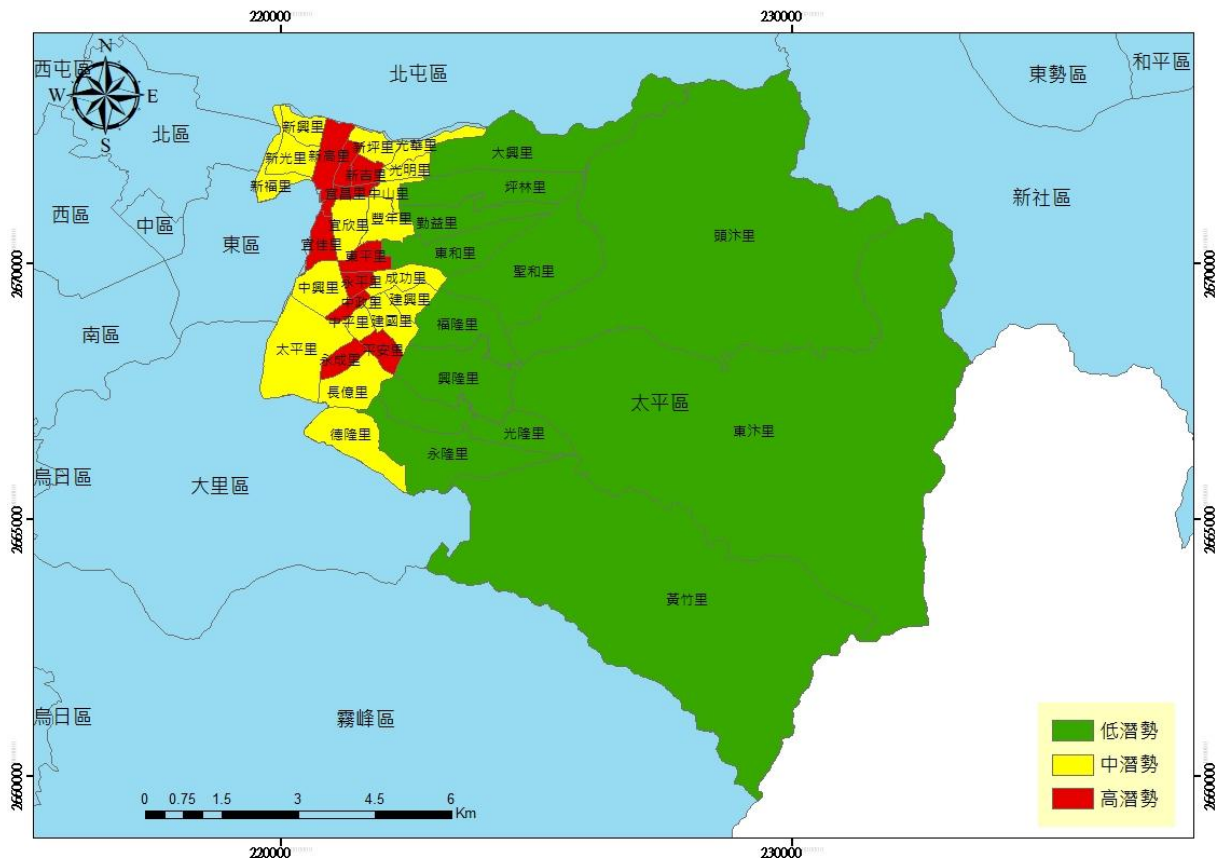 220000
230000
N
W
E
S
西屯區
北屯區
東勢區
和平區
北區
新興里
新高里
新坪里
光華里
大興里
新光里
新吉里
光明里
新福里
宜昌里
中山里
坪林里
新社區
西區
中區
東區
宜欣里
豐年里
勤益里
頭汴里
宜佳里
東平里
東和里
聖和里
2670000
2670000
中興里
永平里
成功里
中政里
建興里
南區
中平里
建國里
福隆里
太平里
永成里
平安里
興隆里
長億里
太平區
德隆里
光隆里
東汴里
永隆里
烏日區
大里區
2665000
2665000
黃竹里
烏日區
霧峰區
低潛勢
中潛勢
高潛勢
2660000
2660000
0 0.75 1.5 3 4.5 6
Km
220000
230000